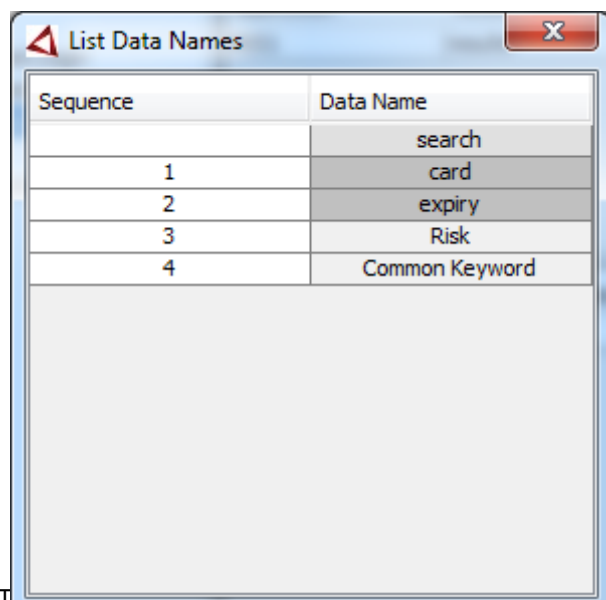 List Data Names
Sequence Data Name
search
1 card
2 expiry
3 Risk
4 Common Keyword
T